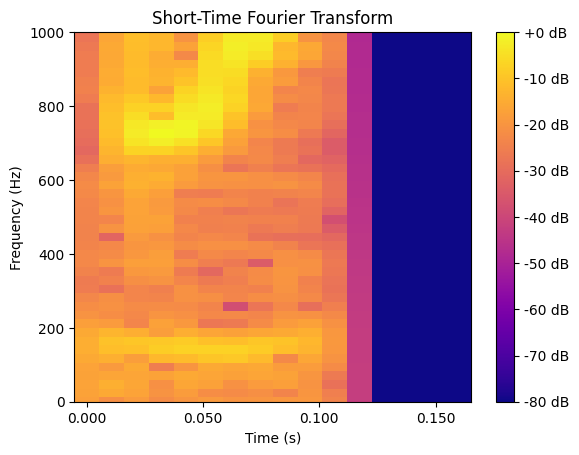 Short-Time Fourier Transform
1000
800
600
400
200
0
Frequency (Hz)
0.000
0.050
0.100
0.150
Time (s)
+0 dB
-10 dB
-20 dB
-30 dB
-40 dB
-50 dB
-60 dB
-70 dB
-80 dB